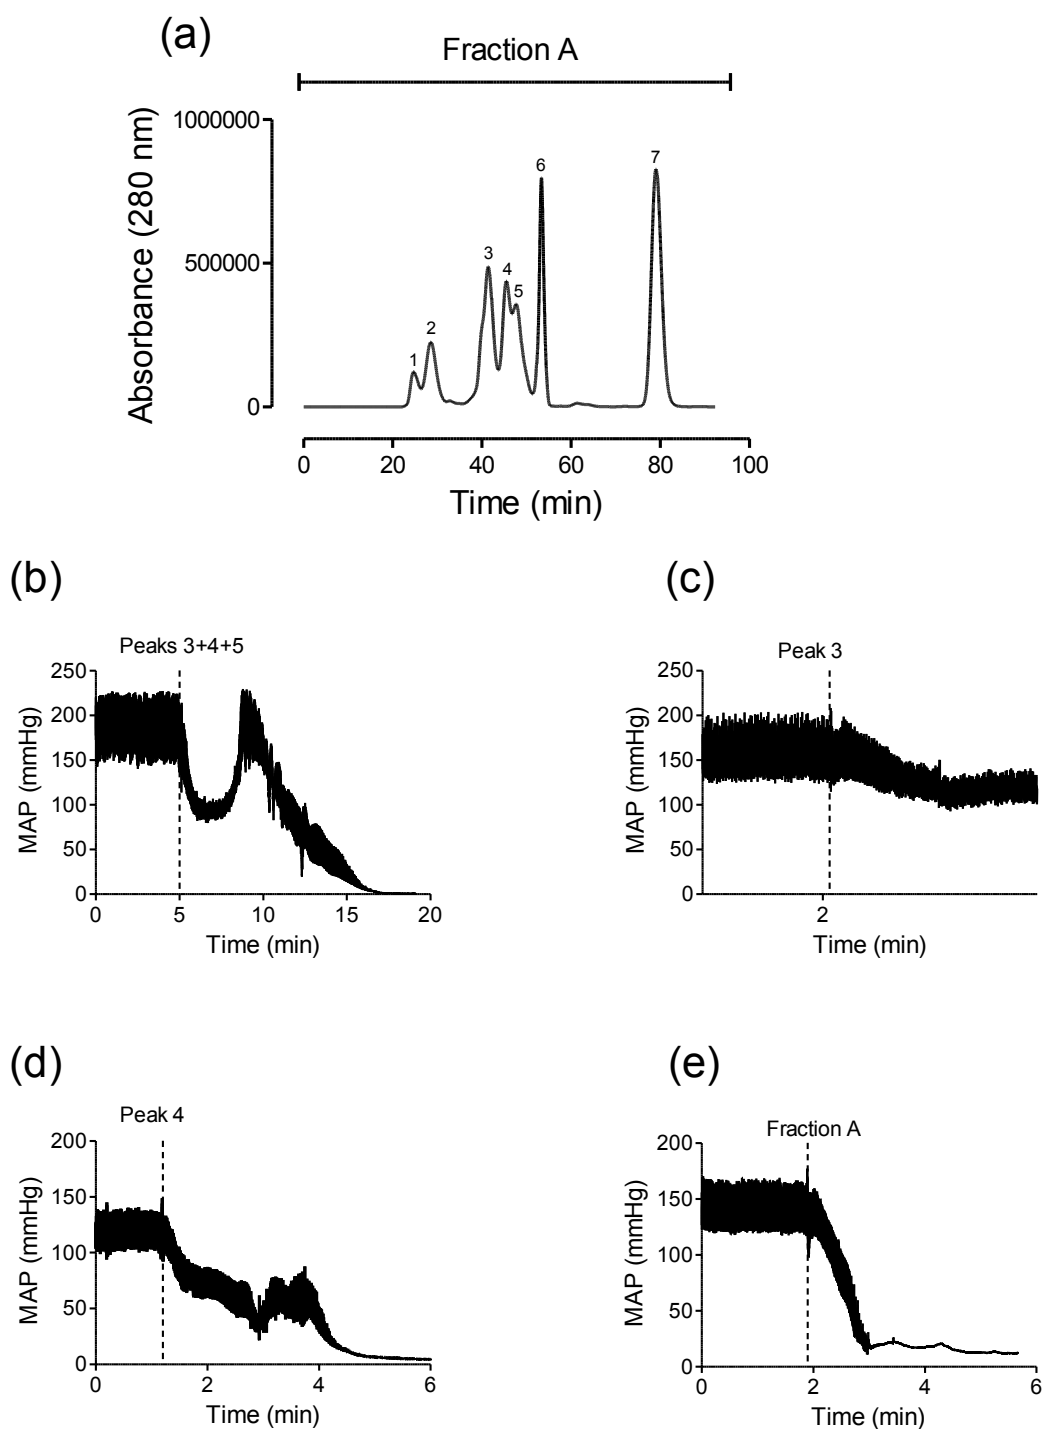 (a)
Fraction A
Absorbance (280 nm)
1000000
500000
0
1
2
3
4
5
6
7
0 20 40 60 80 100
Time (min)
(b)
Peaks 3+4+5
MAP (mmHg)
250
200
150
100
50
0
0 5 10 15 20
Time (min)
(c)
Peak 3
MAP (mmHg)
250
200
150
100
50
0
2
Time (min)
(d)
Peak 4
MAP (mmHg)
200
150
100
50
0
0 2 4 6
Time (min)
(e)
Fraction A
MAP (mmHg)
200
150
100
50
0
0 2 4 6
Time (min)